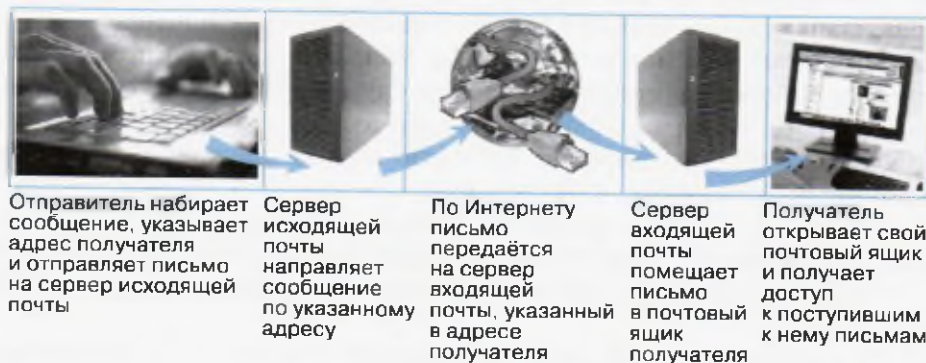 Отправитель набирает
сообщение, указывает
адрес получателя
и отправляет письмо
на сервер исходящей
почты
Сервер
исходящей
почты
направляет
сообщение
по указанному
адресу
По Интернету
письмо
передаётся
на сервер
входящей
почты, указанный
в адресе
получателя
Сервер
входящей
почты
помещает
письмо
в почтовый
ящик
получателя
Получатель
открывает свой
почтовый ящик
и получает
доступ
к поступившим
к нему письмам